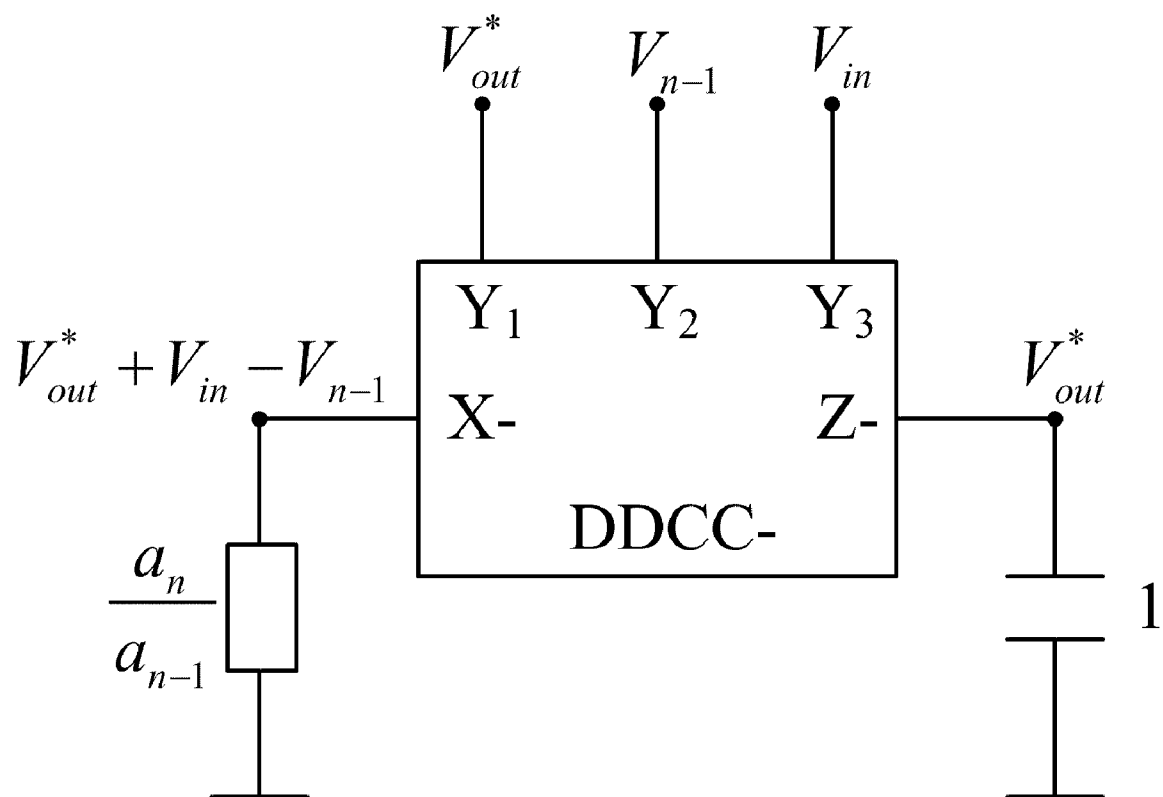 V*out Vn−1 Vin
Y1 Y2 Y3
V*out + Vin − Vn−1 V*out
X- Z-
DDCC-
an
an−1
1